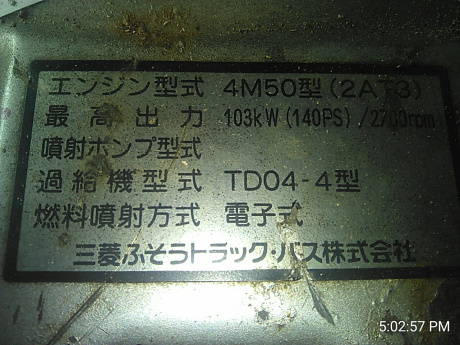 エンジン型式 4M50型(2AT3)
最高出力 103kW(140PS)/2700rpm
噴射ポンプ型式
過給機型式 TD04-4型
燃料噴射方式 電子式
三菱ふそうトラック・バス株式会社
5:02:57 PM